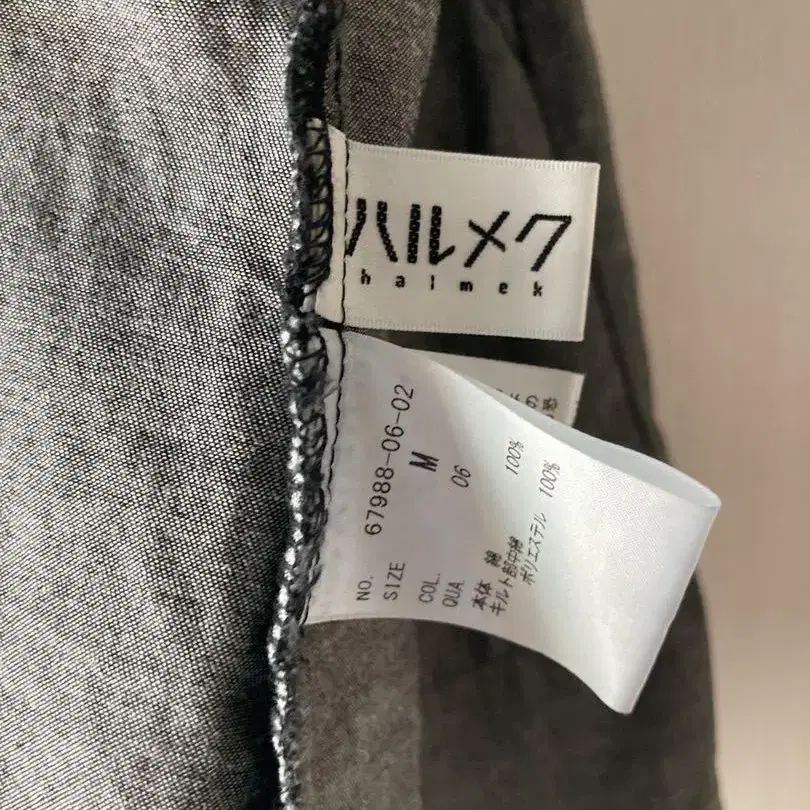 ハルメク
halmek
NO. 67988-06-02
SIZE M
COL. 06
QUA.
本体 綿 100%
キルト部中綿
ポリエステル 100%